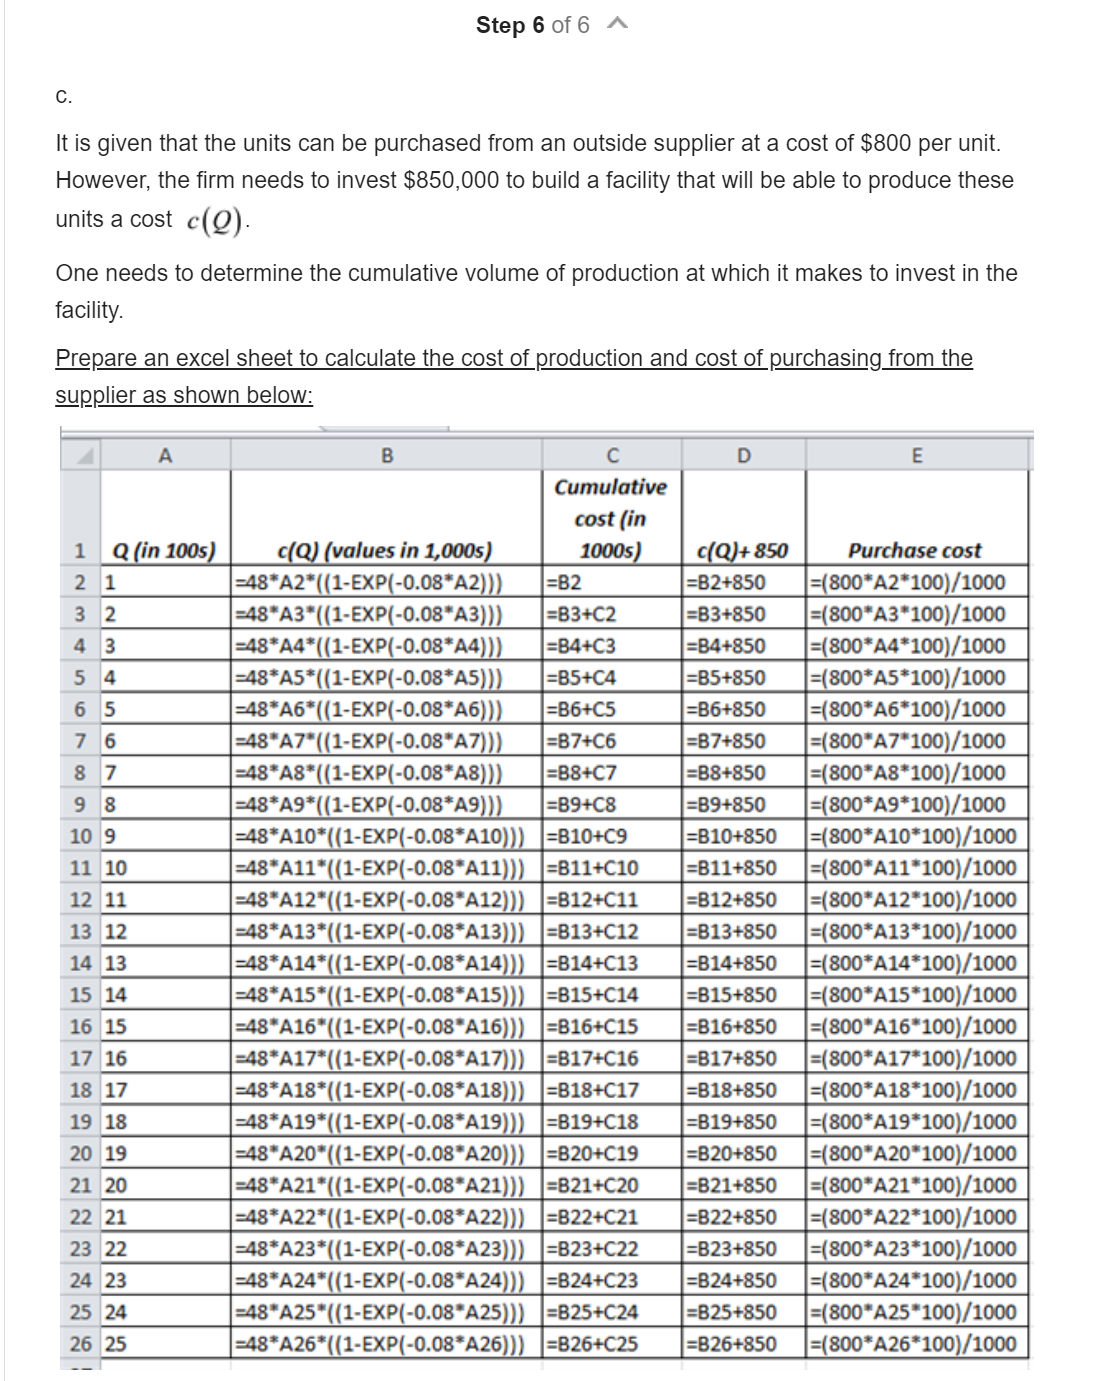 Step 6 of 6
c.
It is given that the units can be purchased from an outside supplier at a cost of $800 per unit.
However, the firm needs to invest $850,000 to build a facility that will be able to produce these
units a cost c(Q).
One needs to determine the cumulative volume of production at which it makes to invest in the
facility.
Prepare an excel sheet to calculate the cost of production and cost of purchasing from the
supplier as shown below:
A B C D E
Cumulative
cost (in
1 Q (in 100s) c(Q) (values in 1,000s) 1000s) c(Q)+ 850 Purchase cost
2 1 =48*A2*((1-EXP(-0.08*A2))) =B2 =B2+850 =(800*A2*100)/1000
3 2 =48*A3*((1-EXP(-0.08*A3))) =B3+C2 =B3+850 =(800*A3*100)/1000
4 3 =48*A4*((1-EXP(-0.08*A4))) =B4+C3 =B4+850 =(800*A4*100)/1000
5 4 =48*A5*((1-EXP(-0.08*A5))) =B5+C4 =B5+850 =(800*A5*100)/1000
6 5 =48*A6*((1-EXP(-0.08*A6))) =B6+C5 =B6+850 =(800*A6*100)/1000
7 6 =48*A7*((1-EXP(-0.08*A7))) =B7+C6 =B7+850 =(800*A7*100)/1000
8 7 =48*A8*((1-EXP(-0.08*A8))) =B8+C7 =B8+850 =(800*A8*100)/1000
9 8 =48*A9*((1-EXP(-0.08*A9))) =B9+C8 =B9+850 =(800*A9*100)/1000
10 9 =48*A10*((1-EXP(-0.08*A10))) =B10+C9 =B10+850 =(800*A10*100)/1000
11 10 =48*A11*((1-EXP(-0.08*A11))) =B11+C10 =B11+850 =(800*A11*100)/1000
12 11 =48*A12*((1-EXP(-0.08*A12))) =B12+C11 =B12+850 =(800*A12*100)/1000
13 12 =48*A13*((1-EXP(-0.08*A13))) =B13+C12 =B13+850 =(800*A13*100)/1000
14 13 =48*A14*((1-EXP(-0.08*A14))) =B14+C13 =B14+850 =(800*A14*100)/1000
15 14 =48*A15*((1-EXP(-0.08*A15))) =B15+C14 =B15+850 =(800*A15*100)/1000
16 15 =48*A16*((1-EXP(-0.08*A16))) =B16+C15 =B16+850 =(800*A16*100)/1000
17 16 =48*A17*((1-EXP(-0.08*A17))) =B17+C16 =B17+850 =(800*A17*100)/1000
18 17 =48*A18*((1-EXP(-0.08*A18))) =B18+C17 =B18+850 =(800*A18*100)/1000
19 18 =48*A19*((1-EXP(-0.08*A19))) =B19+C18 =B19+850 =(800*A19*100)/1000
20 19 =48*A20*((1-EXP(-0.08*A20))) =B20+C19 =B20+850 =(800*A20*100)/1000
21 20 =48*A21*((1-EXP(-0.08*A21))) =B21+C20 =B21+850 =(800*A21*100)/1000
22 21 =48*A22*((1-EXP(-0.08*A22))) =B22+C21 =B22+850 =(800*A22*100)/1000
23 22 =48*A23*((1-EXP(-0.08*A23))) =B23+C22 =B23+850 =(800*A23*100)/1000
24 23 =48*A24*((1-EXP(-0.08*A24))) =B24+C23 =B24+850 =(800*A24*100)/1000
25 24 =48*A25*((1-EXP(-0.08*A25))) =B25+C24 =B25+850 =(800*A25*100)/1000
26 25 =48*A26*((1-EXP(-0.08*A26))) =B26+C25 =B26+850 =(800*A26*100)/1000